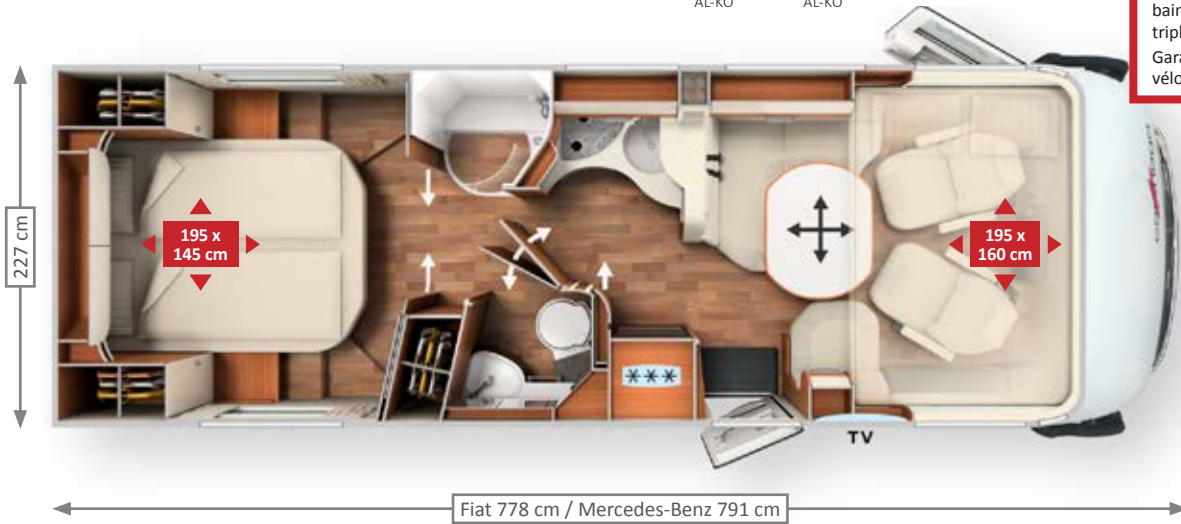 AL-KO AL-KO
bain
tripl
Gara
vélo
227 cm
195 x
145 cm
195 x
160 cm
TV
Fiat 778 cm / Mercedes-Benz 791 cm